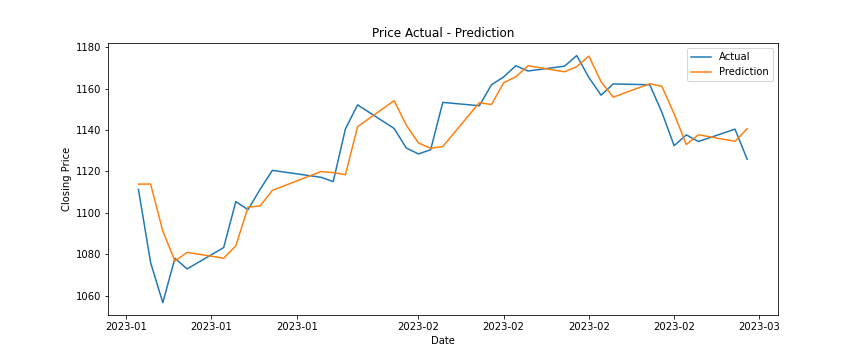 Price Actual - Prediction
Actual
Prediction
1180
1160
1140
1120
1100
1080
1060
Closing Price
2023-01 2023-01 2023-01 2023-02 2023-02 2023-02 2023-02 2023-03
Date